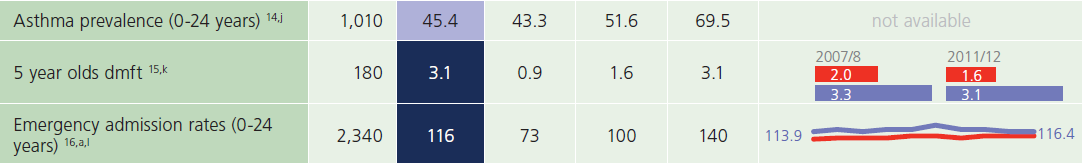 Asthma prevalence (0-24 years) 14,j 1,010 45.4 43.3 51.6 69.5 not available
5 year olds dmft 15,k 180 3.1 0.9 1.6 3.1
2007/8 2011/12
2.0 1.6
3.3 3.1
Emergency admission rates (0-24
years) 16,a,l 2,340 116 73 100 140 113.9 116.4